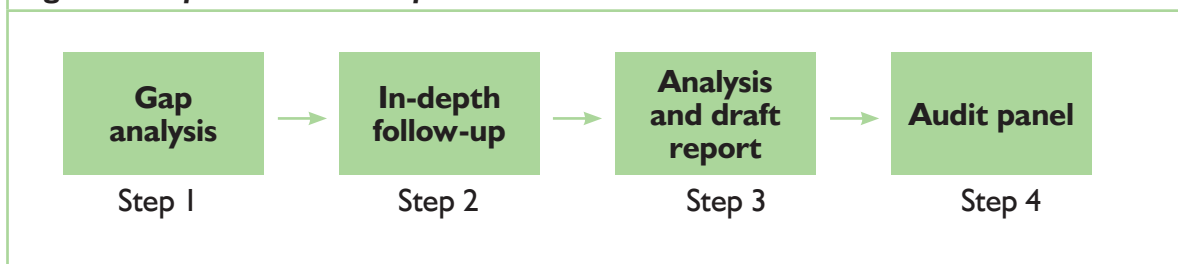 Gap
analysis
In-depth
follow-up
Analysis
and draft
report
Audit panel
Step 1
Step 2
Step 3
Step 4